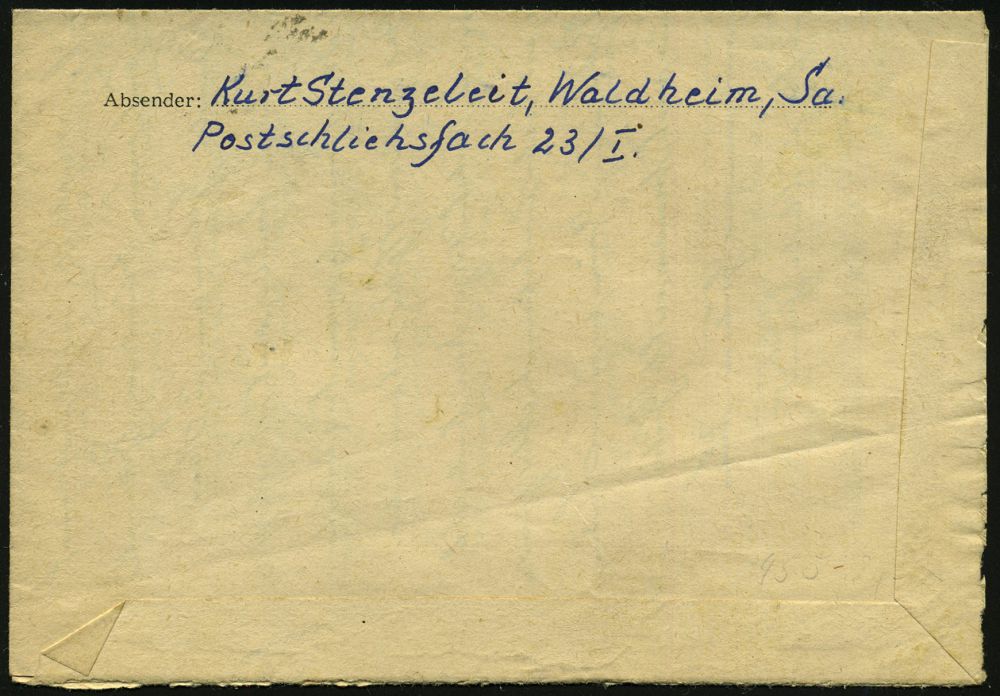 Absender: Kurt Stenzeleit, Waldheim, Sa.
Postschliehsfach 23/I.